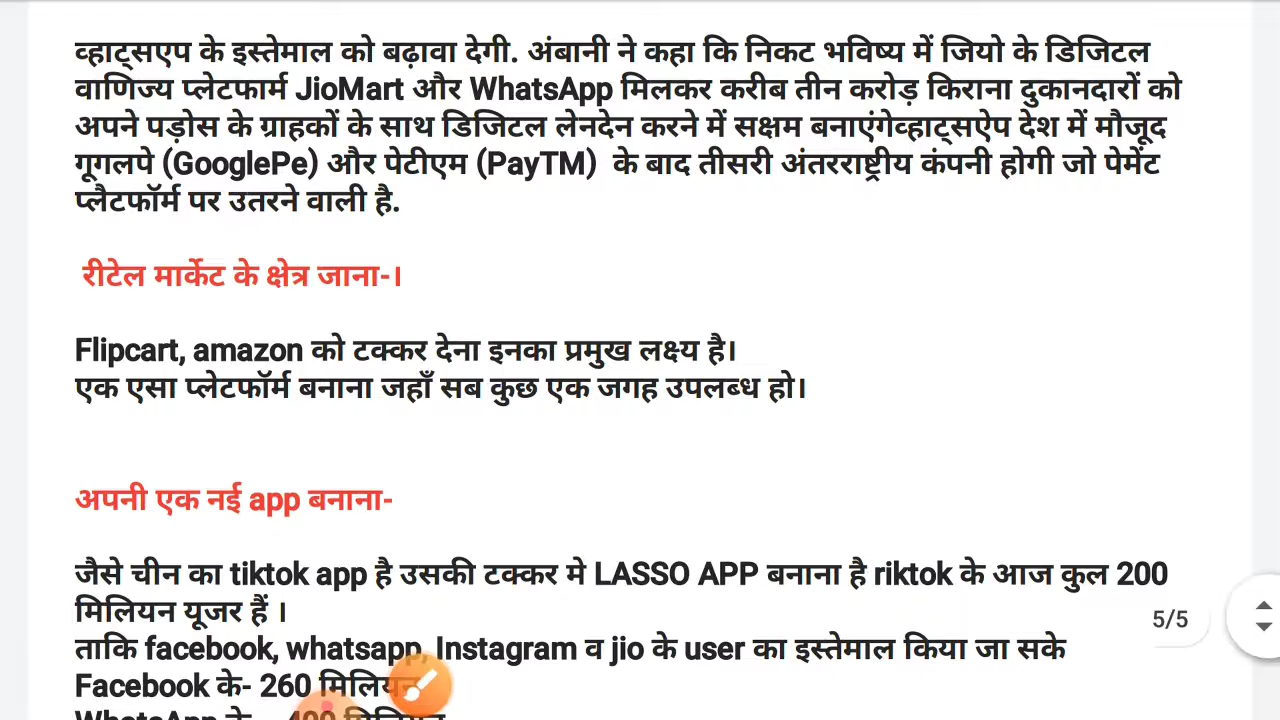 व्हाट्सएप के इस्तेमाल को बढ़ावा देगी. अंबानी ने कहा कि निकट भविष्य में जियो के डिजिटल
वाणिज्य प्लेटफार्म JioMart और WhatsApp मिलकर करीब तीन करोड़ किराना दुकानदारों को
अपने पड़ोस के ग्राहकों के साथ डिजिटल लेनदेन करने में सक्षम बनाएंगेव्हाट्सऐप देश में मौजूद
गूगलपे (GooglePe) और पेटीएम (PayTM) के बाद तीसरी अंतरराष्ट्रीय कंपनी होगी जो पेमेंट
प्लैटफॉर्म पर उतरने वाली है.
रीटेल मार्केट के क्षेत्र जाना-।
Flipcart, amazon को टक्कर देना इनका प्रमुख लक्ष्य है।
एक एसा प्लेटफॉर्म बनाना जहाँ सब कुछ एक जगह उपलब्ध हो।
अपनी एक नई app बनाना-
जैसे चीन का tiktok app है उसकी टक्कर मे LASSO APP बनाना है riktok के आज कुल 200
मिलियन यूजर हैं ।
5/5
ताकि facebook, whatsapp, Instagram व jio के user का इस्तेमाल किया जा सके
Facebook के- 260 मिलियन
WhatsApp के - 400 मिलियन